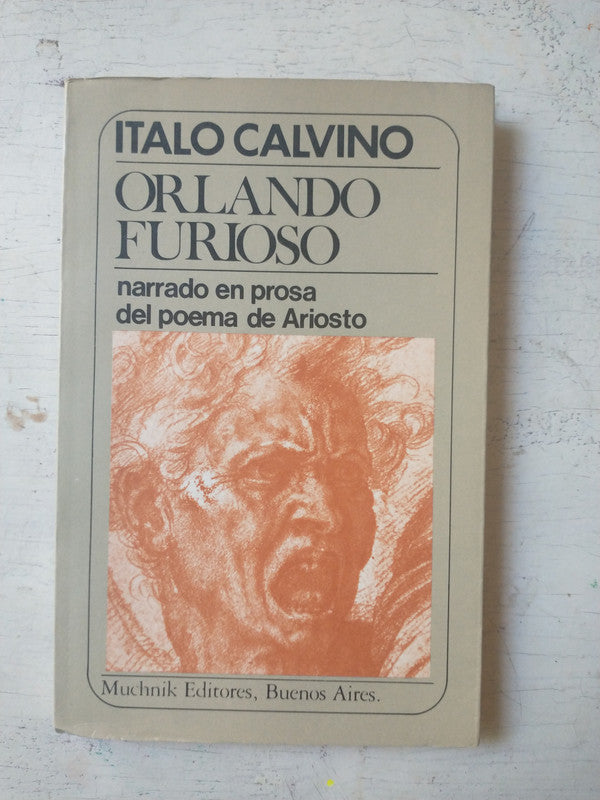 ITALO CALVINO
ORLANDO
FURIOSO
narrado en prosa
del poema de Ariosto
Muchnik Editores, Buenos Aires.